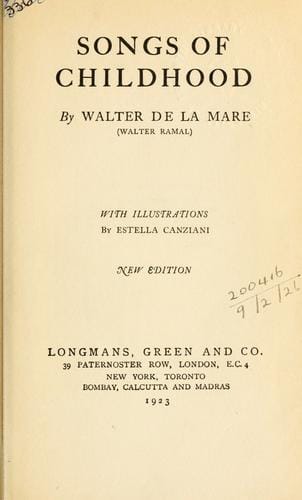 SONGS OF
CHILDHOOD
By WALTER DE LA MARE
(WALTER RAMAL)
WITH ILLUSTRATIONS
By ESTELLA CANZIANI
NEW EDITION
200416
9/2/26
LONGMANS, GREEN AND CO.
39 PATERNOSTER ROW, LONDON, E.C. 4
NEW YORK, TORONTO
BOMBAY, CALCUTTA AND MADRAS
1923